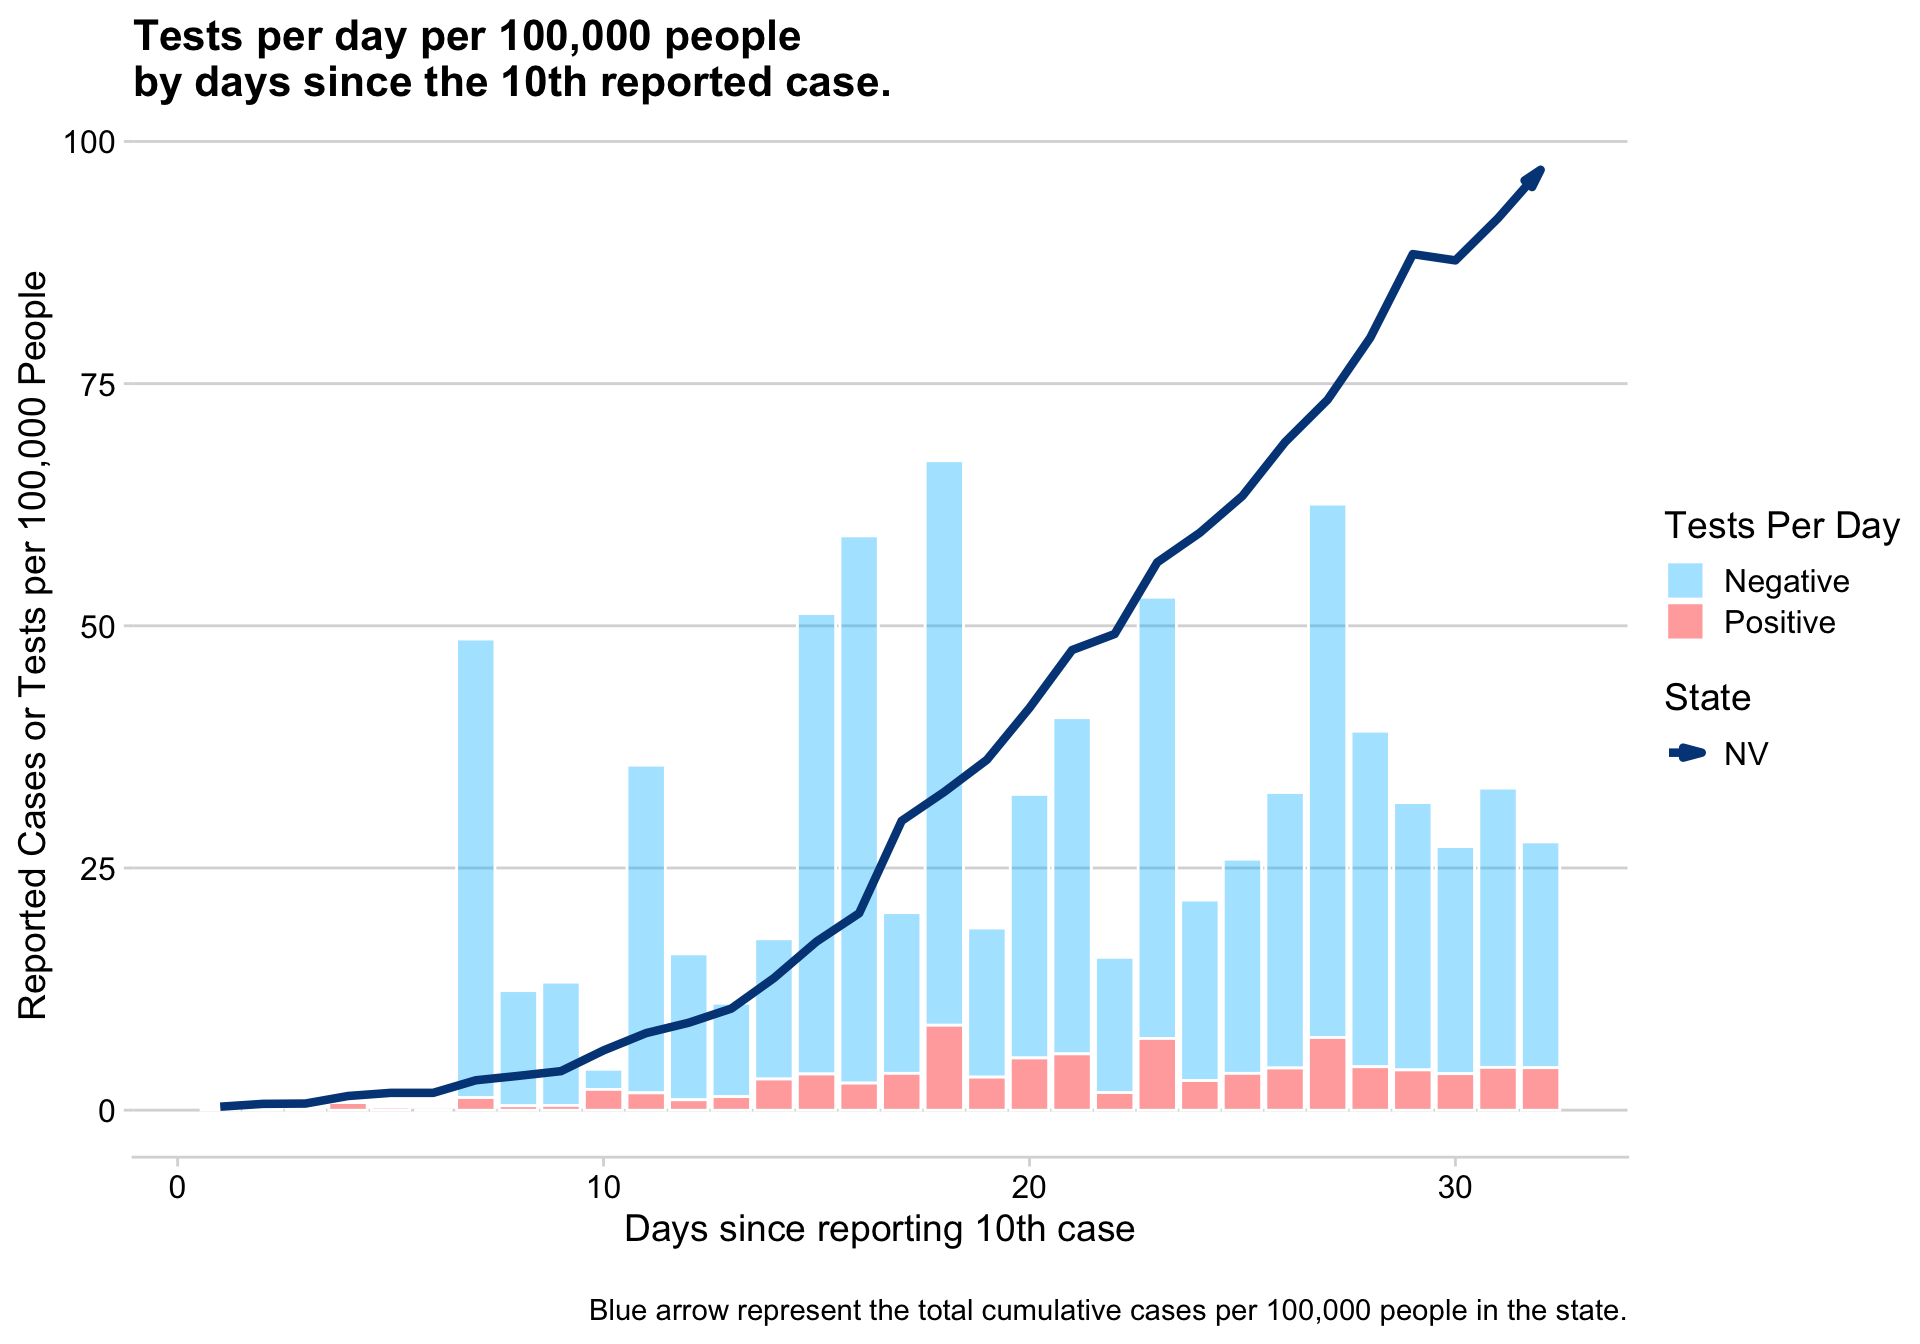 Tests per day per 100,000 people
by days since the 10th reported case.
Reported Cases or Tests per 100,000 People
100
75
50
25
0
0
10
20
30
Days since reporting 10th case
Tests Per Day
Negative
Positive
State
NV
Blue arrow represent the total cumulative cases per 100,000 people in the state.